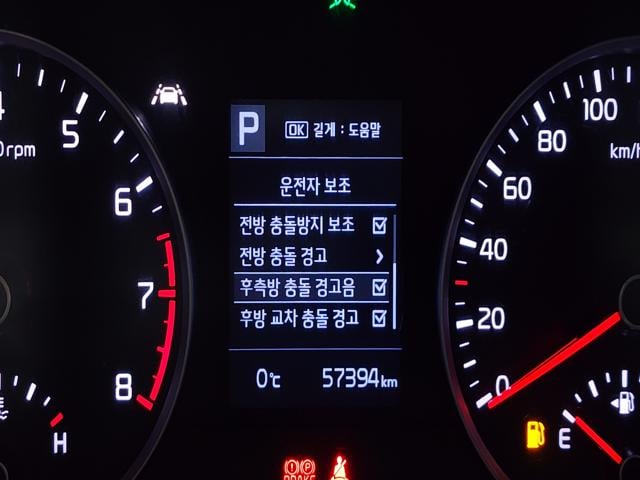 5
6
7
8
0rpm
H
P
OK 길게 : 도움말
운전자 보조
전방 충돌방지 보조
전방 충돌 경고
후측방 충돌 경고음
후방 교차 충돌 경고
0℃ 57394km
BRAKE
100
80
60
40
20
0
km/h
E